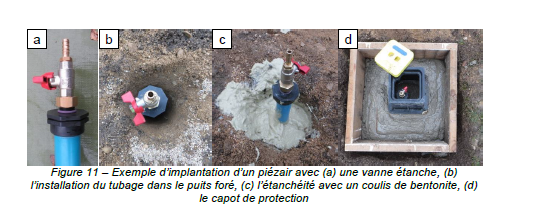 a
b
c
d
Figure 11 – Exemple d'implantation d'un piézair avec (a) une vanne étanche, (b)
l'installation du tubage dans le puits foré, (c) l'étanchéité avec un coulis de bentonite, (d)
le capot de protection